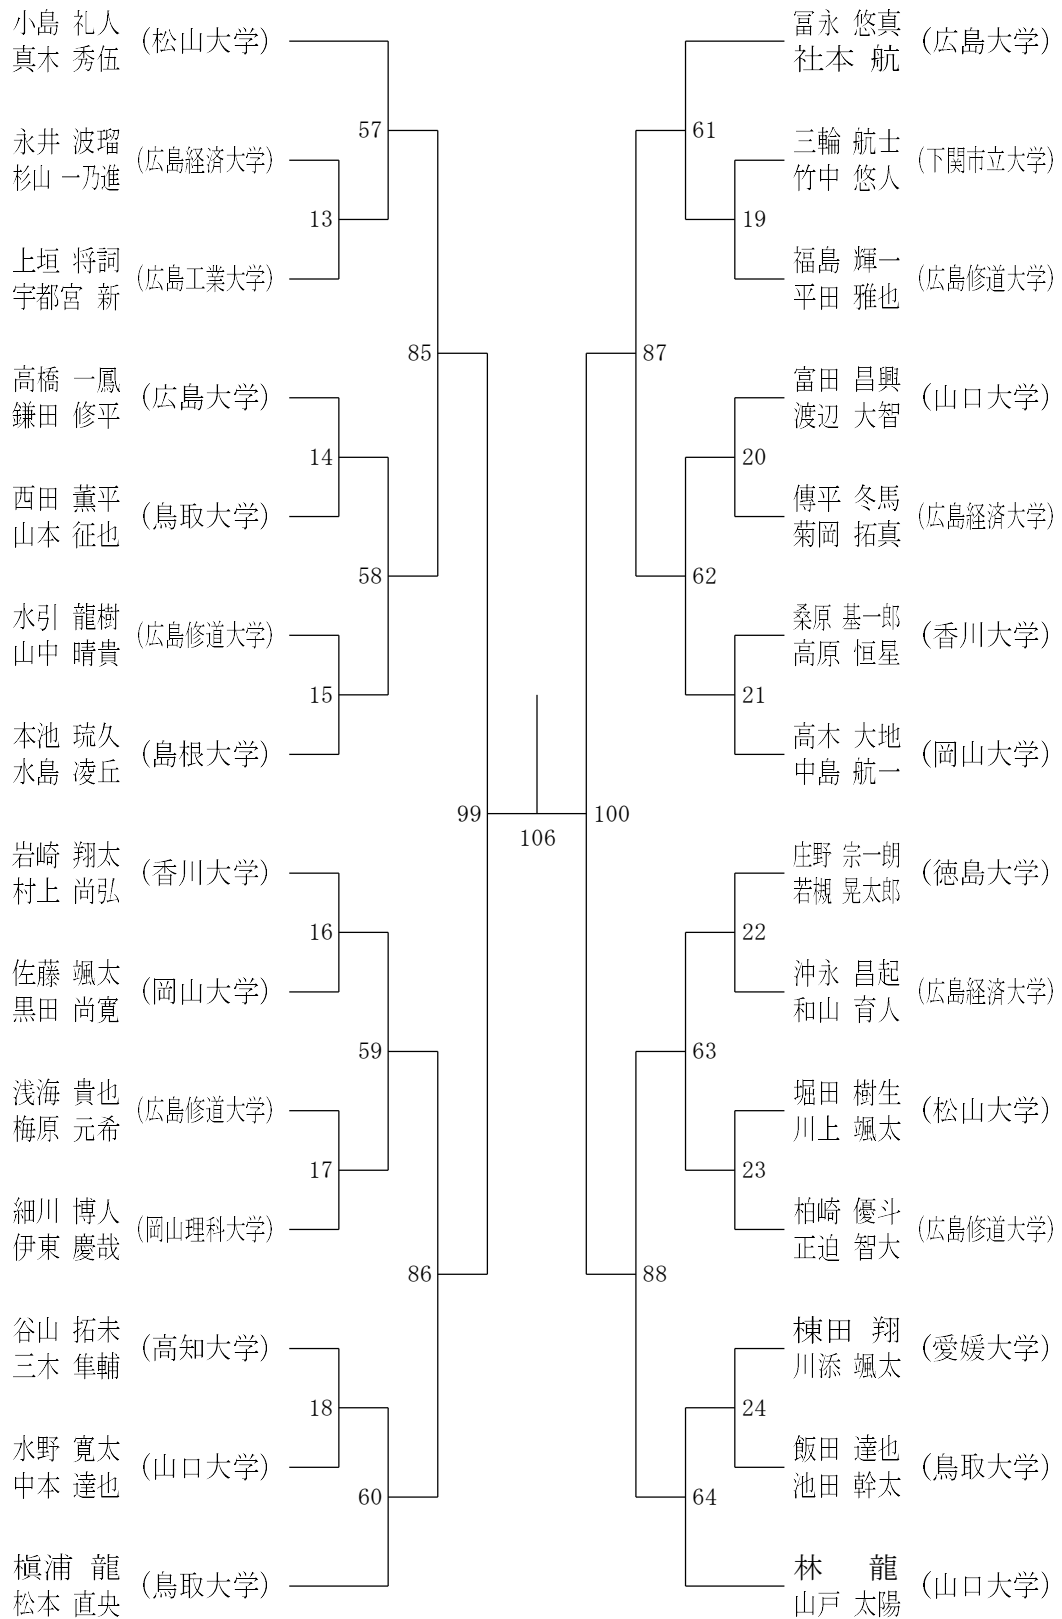 小島 礼人
真木 秀伍
(松山大学)
永井 波瑠
杉山 一乃進
(広島経済大学)
上垣 将詞
宇都宮 新
(広島工業大学)
高橋 一鳳
鎌田 修平
(広島大学)
西田 薫平
山本 征也
(鳥取大学)
水引 龍樹
山中 晴貴
(広島修道大学)
本池 琉久
水島 凌丘
(島根大学)
岩崎 翔太
村上 尚弘
(香川大学)
佐藤 颯太
黒田 尚寛
(岡山大学)
浅海 貴也
梅原 元希
(広島修道大学)
細川 博人
伊東 慶哉
(岡山理科大学)
谷山 拓未
三木 隼輔
(高知大学)
水野 寛太
中本 達也
(山口大学)
槇浦 龍
松本 直央
(鳥取大学)
57
13
85
14
58
15
99
16
59
17
86
18
60
106
100
61
19
87
20
62
21
22
63
23
88
24
64
冨永 悠真
社本 航
(広島大学)
三輪 航士
竹中 悠人
(下関市立大学)
福島 輝一
平田 雅也
(広島修道大学)
富田 昌興
渡辺 大智
(山口大学)
傳平 冬馬
菊岡 拓真
(広島経済大学)
桑原 基一郎
高原 恒星
(香川大学)
高木 大地
中島 航一
(岡山大学)
庄野 宗一朗
若槻 晃太郎
(徳島大学)
沖永 昌起
和山 育人
(広島経済大学)
堀田 樹生
川上 颯太
(松山大学)
柏崎 優斗
正迫 智大
(広島修道大学)
棟田 翔
川添 颯太
(愛媛大学)
飯田 達也
池田 幹太
(鳥取大学)
林 龍
山戸 太陽
(山口大学)